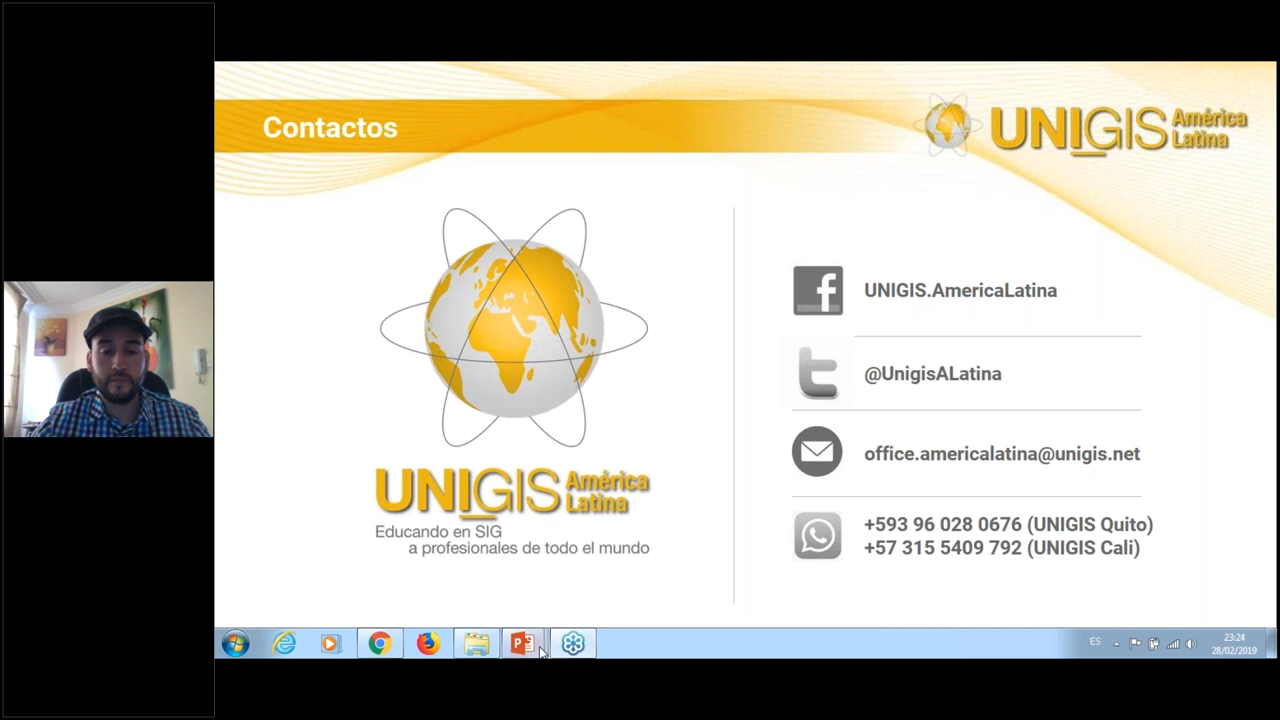 Contactos
UNIGIS América Latina
UNIGIS América Latina
Educando en SIG
a profesionales de todo el mundo
UNIGIS.AmericaLatina
@UnigisALatina
office.americalatina@unigis.net
+593 96 028 0676 (UNIGIS Quito)
+57 315 5409 792 (UNIGIS Cali)
ES
23:24
28/02/2019